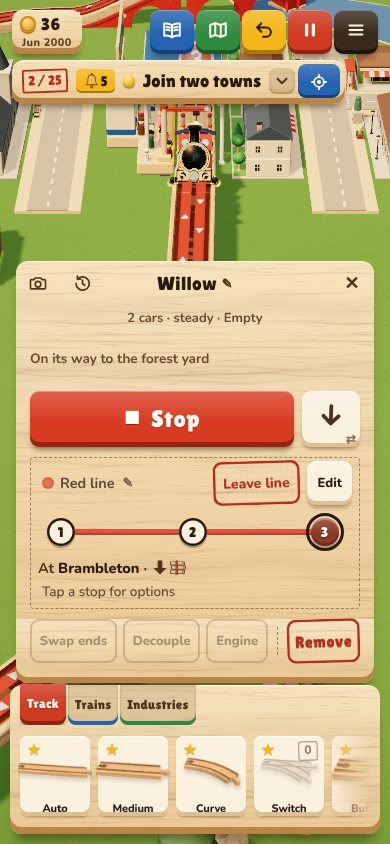 36
Jun 2000
2/25
5
Join two towns
Willow
2 cars · steady · Empty
On its way to the forest yard
Stop
Red line
Leave line
Edit
1
2
3
At Brambleton ·
Tap a stop for options
Swap ends
Decouple
Engine
Remove
Track
Trains
Industries
0
Auto
Medium
Curve
Switch